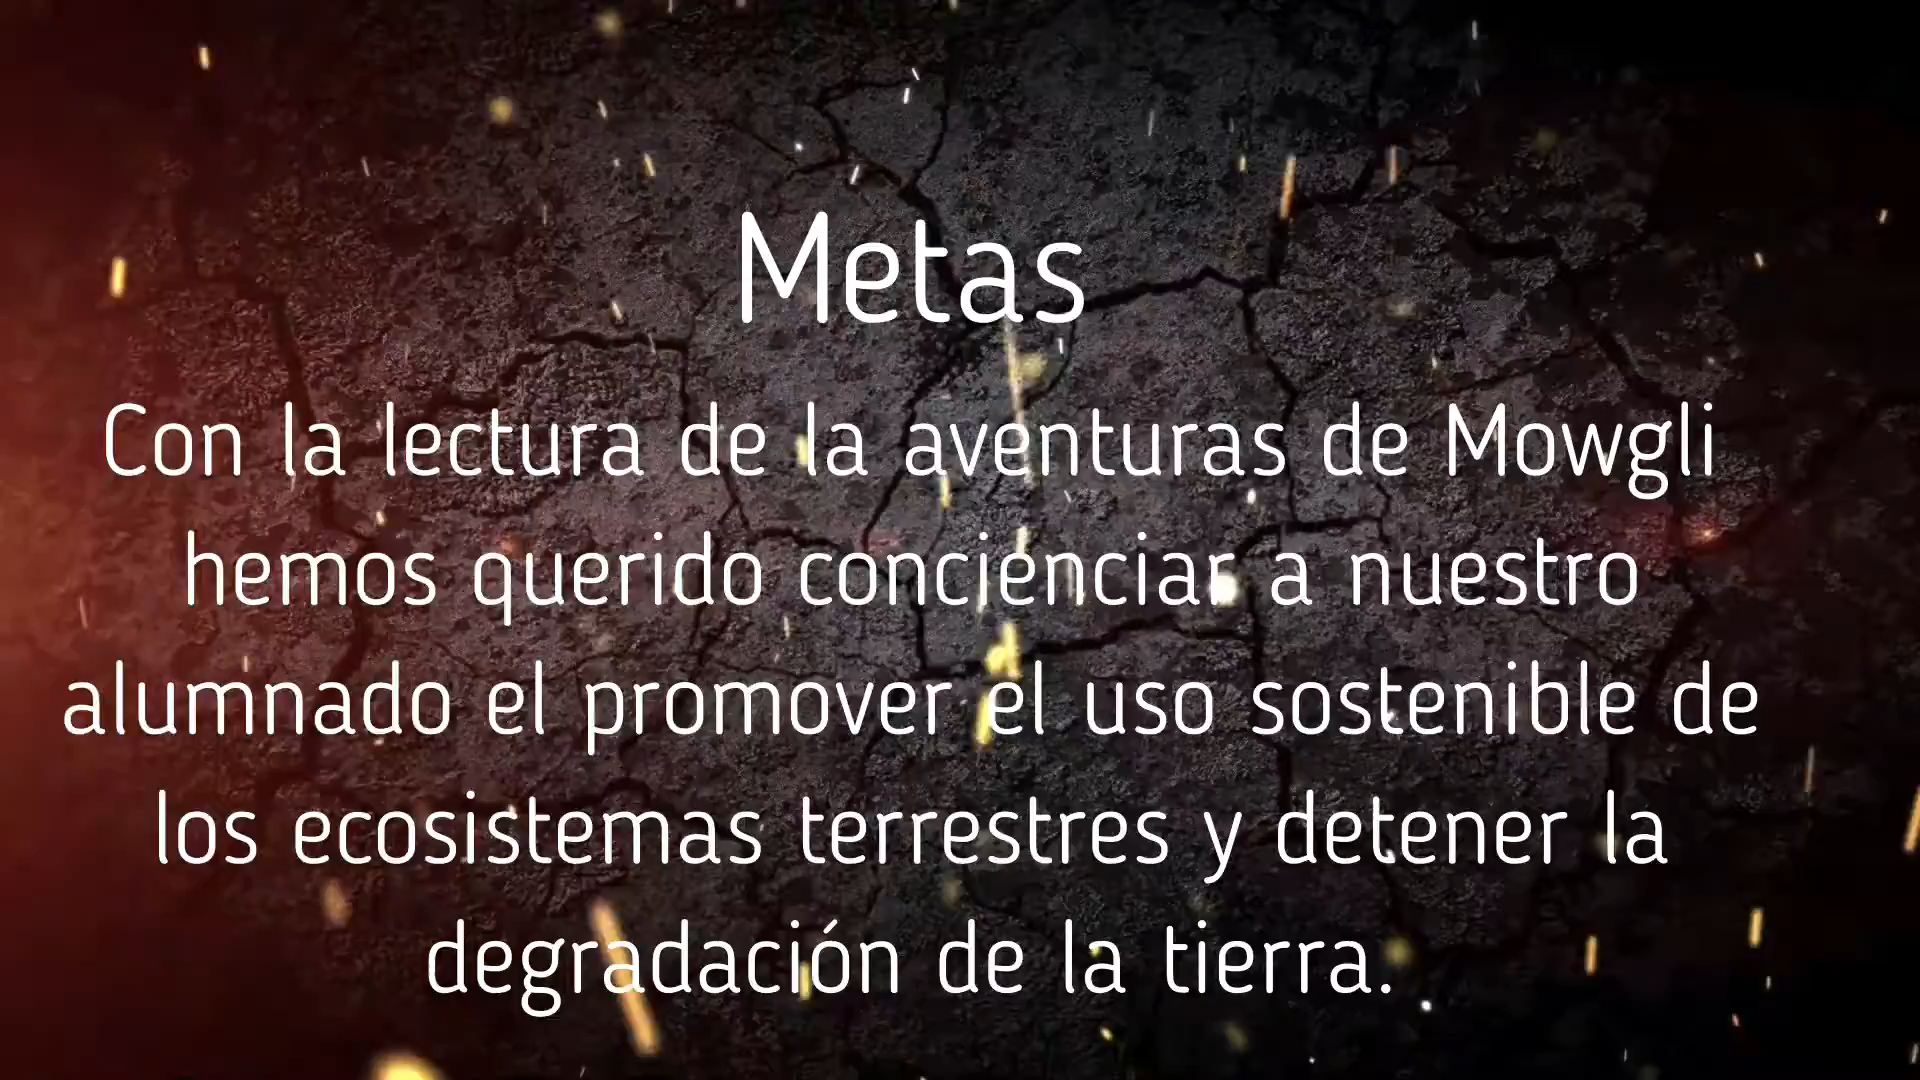 Metas
Con la lectura de la aventuras de Mowgli
hemos querido concienciar a nuestro
alumnado el promover el uso sostenible de
los ecosistemas terrestres y detener la
degradación de la tierra.